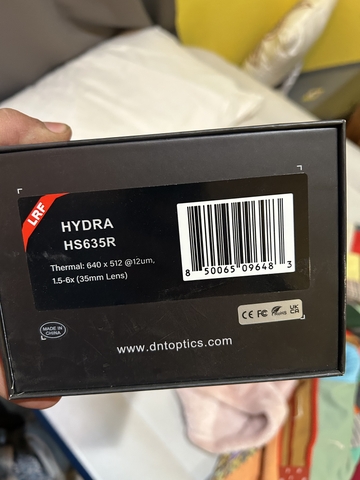 LRF
HYDRA
HS635R
Thermal: 640 x 512 @12um,
1.5-6x (35mm Lens)
8 50065 09648 3
MADE IN
CHINA
CE FC RoHS UK
CA
www.dntoptics.com